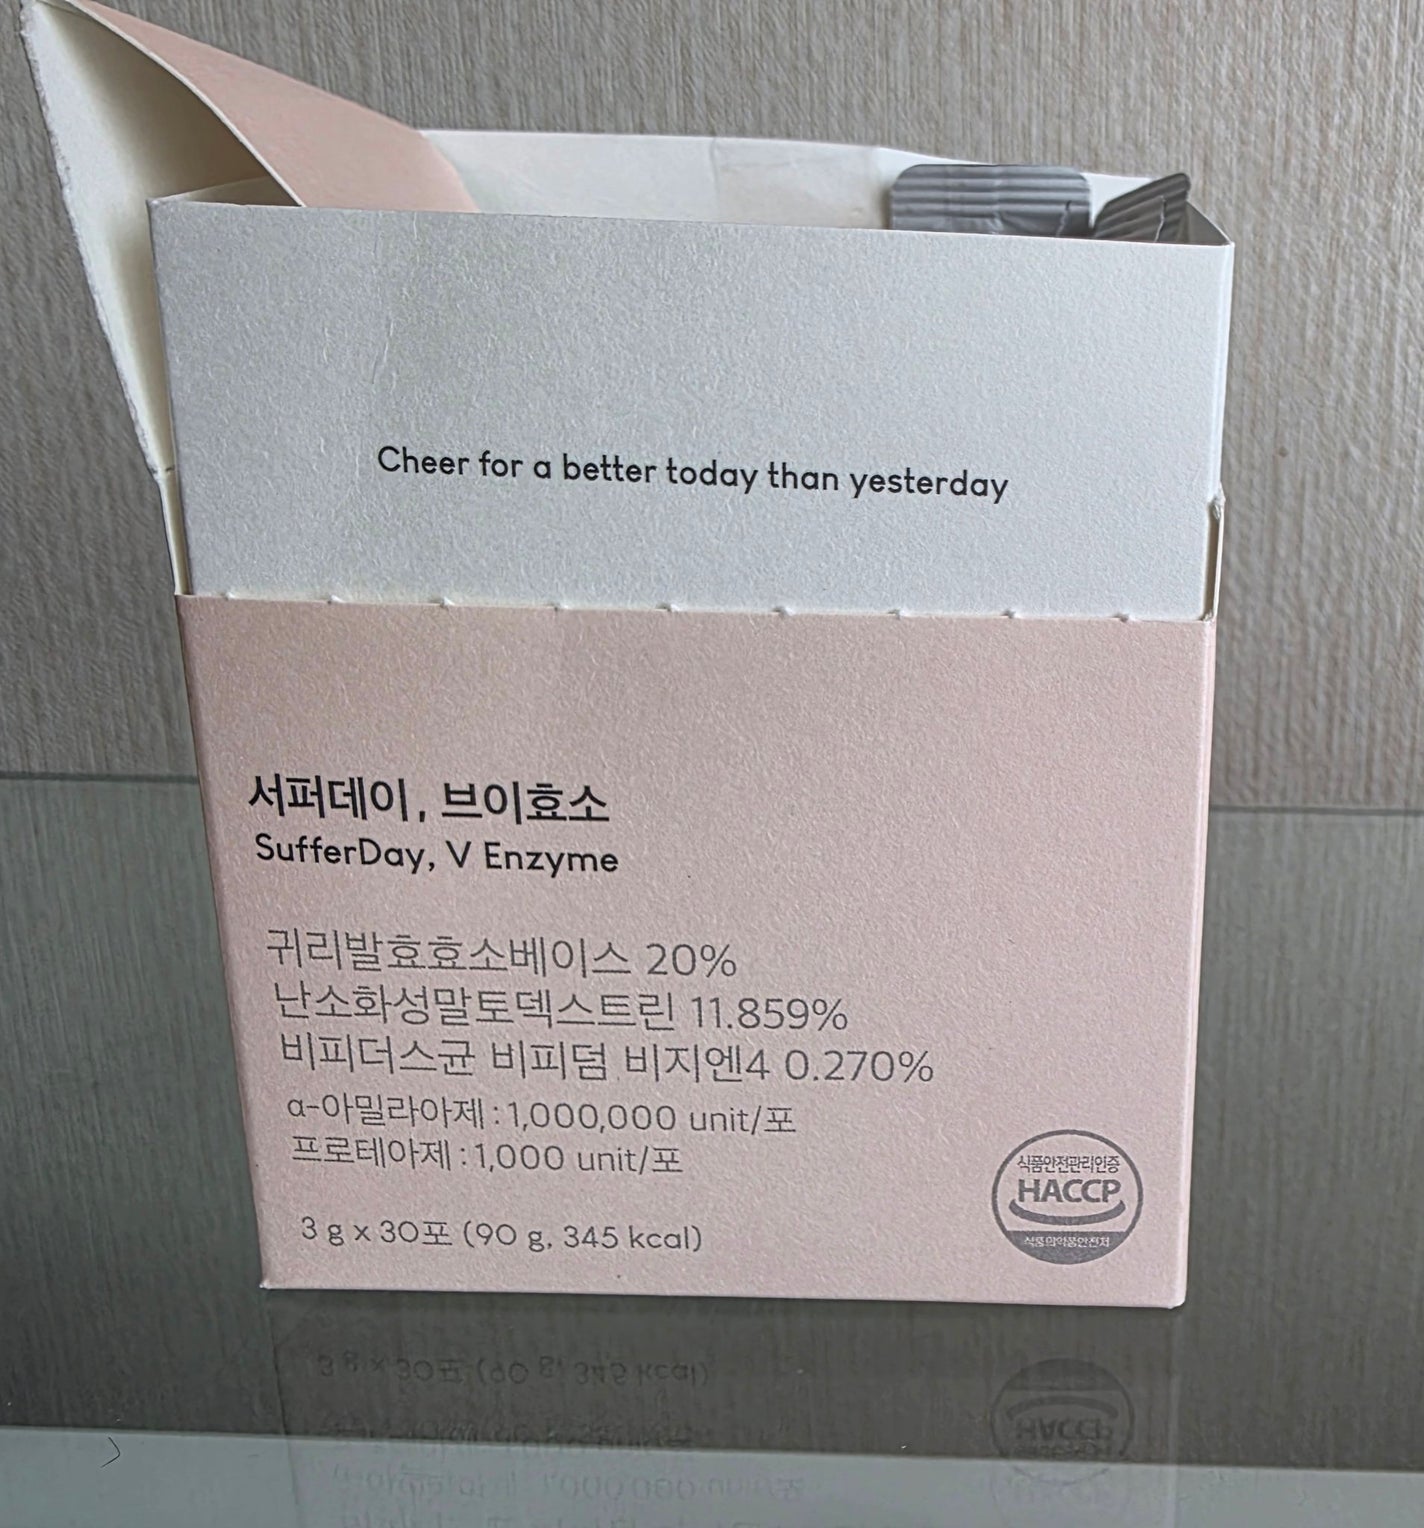 Cheer for a better today than yesterday
서퍼데이, 브이효소
SufferDay, V Enzyme
귀리발효효소베이스 20%
난소화성말토덱스트린 11.859%
비피더스균 비피덤 비지엔4 0.270%
α-아밀라아제 : 1,000,000 unit/포
프로테아제 : 1,000 unit/포
3 g x 30포 (90 g, 345 kcal)
식품안전관리인증
HACCP
식품의약품안전처